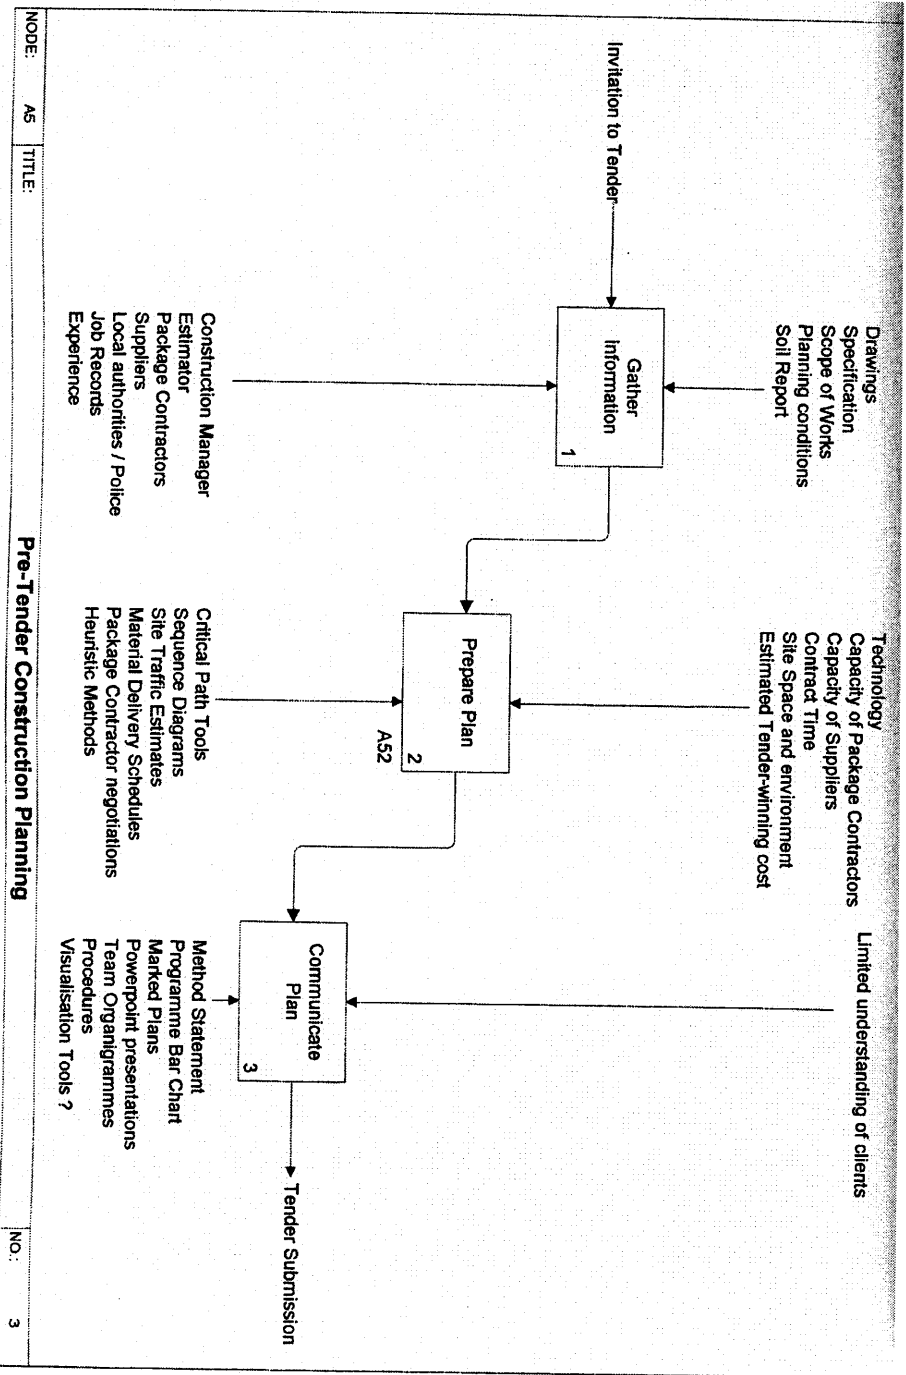 Drawings
Specification
Scope of Works
Planning conditions
Soil Report
Technology
Capacity of Package Contractors
Capacity of Suppliers
Contract Time
Site Space and environment
Estimated Tender-winning cost
Limited understanding of clients
Invitation to Tender
Gather
Information
1
Prepare Plan
2
A52
Communicate
Plan
3
Tender Submission
Construction Manager
Estimator
Package Contractors
Suppliers
Local authorities / Police
Job Records
Experience
Critical Path Tools
Sequence Diagrams
Site Traffic Estimates
Material Delivery Schedules
Package Contractor negotiations
Heuristic Methods
Method Statement
Programme Bar Chart
Marked Plans
Powerpoint presentations
Team Organigrammes
Procedures
Visualisation Tools ?
NODE: A5 TITLE: Pre-Tender Construction Planning NO.: 3